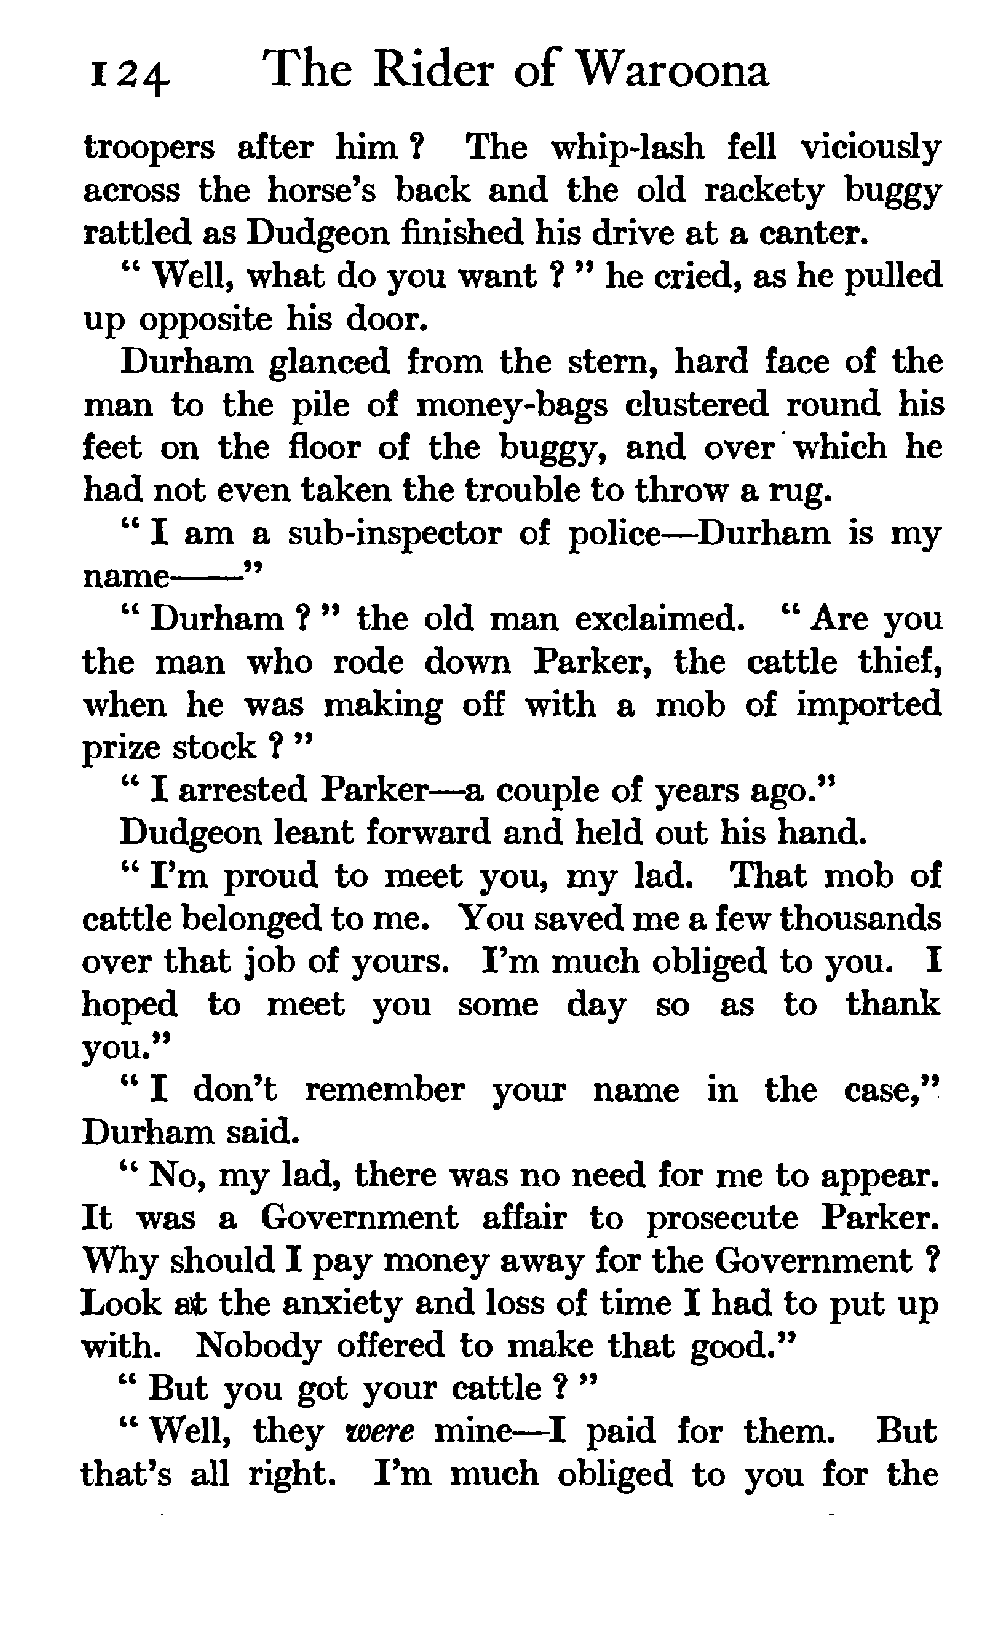 124 The Rider of Waroona
troopers after him ? The whip-lash fell viciously
across the horse's back and the old rackety buggy
rattled as Dudgeon finished his drive at a canter.
“ Well, what do you want ? ” he cried, as he pulled
up opposite his door.
Durham glanced from the stern, hard face of the
man to the pile of money-bags clustered round his
feet on the floor of the buggy, and over which he
had not even taken the trouble to throw a rug.
“ I am a sub-inspector of police—Durham is my
name——”
“ Durham ? ” the old man exclaimed. “ Are you
the man who rode down Parker, the cattle thief,
when he was making off with a mob of imported
prize stock ? ”
“ I arrested Parker—a couple of years ago.”
Dudgeon leant forward and held out his hand.
“ I'm proud to meet you, my lad. That mob of
cattle belonged to me. You saved me a few thousands
over that job of yours. I'm much obliged to you. I
hoped to meet you some day so as to thank
you.”
“ I don't remember your name in the case,”
Durham said.
“ No, my lad, there was no need for me to appear.
It was a Government affair to prosecute Parker.
Why should I pay money away for the Government ?
Look at the anxiety and loss of time I had to put up
with. Nobody offered to make that good.”
“ But you got your cattle ? ”
“ Well, they were mine—I paid for them. But
that's all right. I'm much obliged to you for the